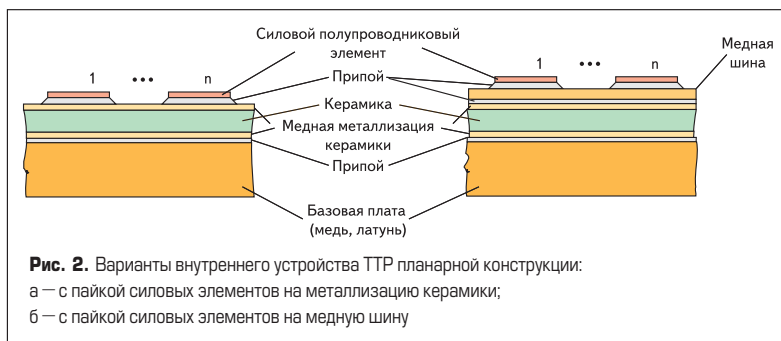 Силовой полупроводниковый
элемент
1 ••• n
1 ••• n
Медная
шина
Припой
Керамика
Медная металлизация
керамики
Припой
Базовая плата
(медь, латунь)
Рис. 2. Варианты внутреннего устройства ТТР планарной конструкции:
а — с пайкой силовых элементов на металлизацию керамики;
б — с пайкой силовых элементов на медную шину